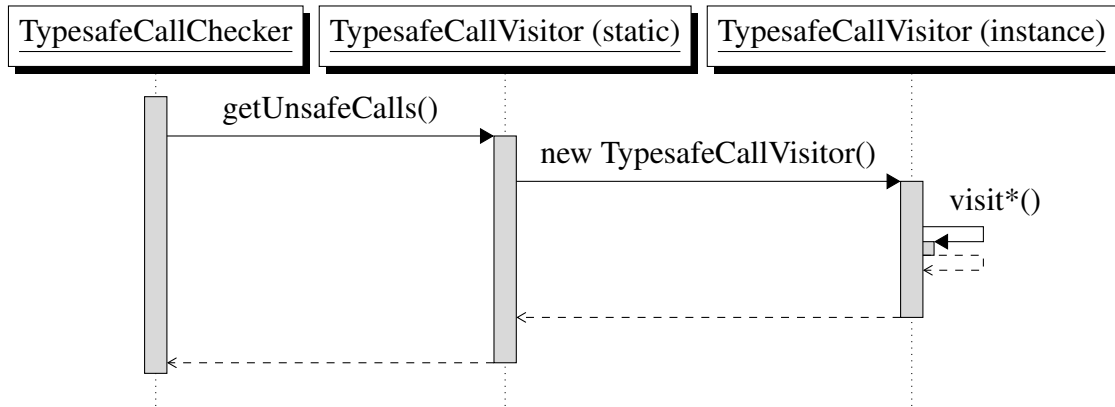 TypesafeCallChecker
TypesafeCallVisitor (static)
TypesafeCallVisitor (instance)
getUnsafeCalls()
new TypesafeCallVisitor()
visit*()